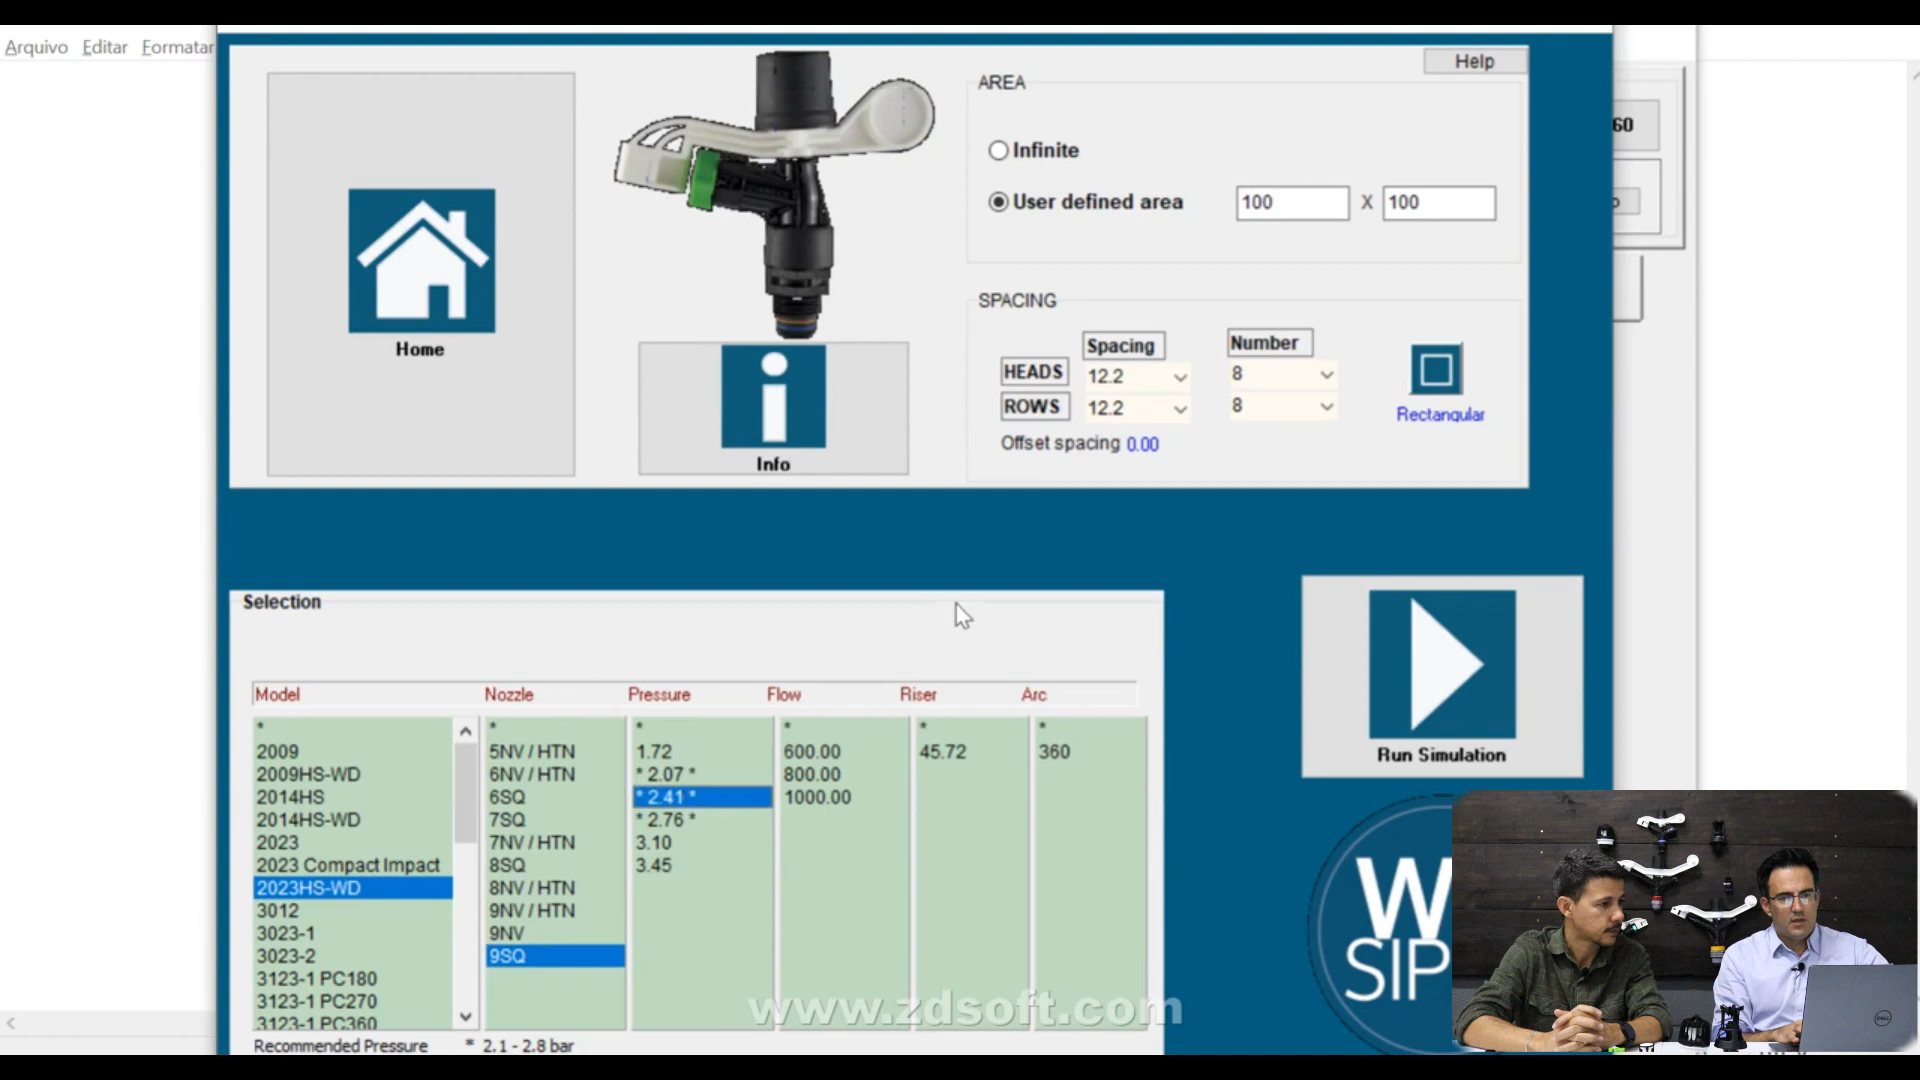 Arquivo Editar Formatar
Help
AREA
60
Infinite
User defined area 100 X 100
Home
SPACING
Spacing Number
HEADS 12.2 8
ROWS 12.2 8
Rectangular
Offset spacing 0.00
Info
Selection
Run Simulation
Model Nozzle Pressure Flow Riser Arc
* * * * * *
2009 5NV / HTN 1.72 600.00 45.72 360
2009HS-WD 6NV / HTN * 2.07 * 800.00
2014HS 6SQ * 2.41 * 1000.00
2014HS-WD 7SQ * 2.76 *
2023 7NV / HTN 3.10
2023 Compact Impact 8SQ 3.45
2023HS-WD 8NV / HTN
3012 9NV / HTN
3023-1 9NV
3023-2 9SQ
3123-1 PC180
3123-1 PC270
3123-1 PC360
W
SIP
www.zdsoft.com
Recommended Pressure * 2.1 - 2.8 bar
DELL